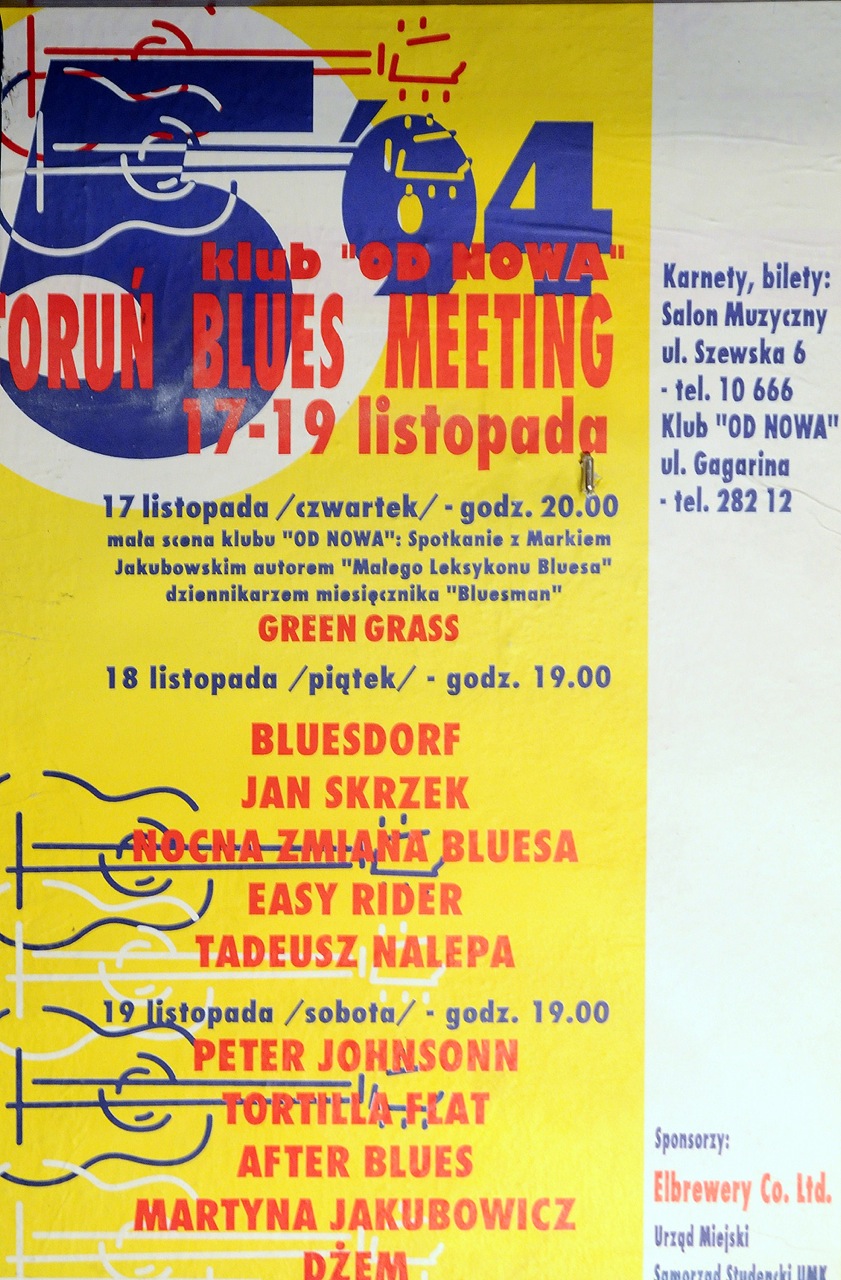 5 '94
klub "OD NOWA"
TORUŃ BLUES MEETING
17-19 listopada
17 listopada /czwartek/ - godz. 20.00
mała scena klubu "OD NOWA": Spotkanie z Markiem
Jakubowskim autorem "Małego Leksykonu Bluesa"
dziennikarzem miesięcznika "Bluesman"
GREEN GRASS
18 listopada /piątek/ - godz. 19.00
BLUESDORF
JAN SKRZEK
NOCNA ZMIANA BLUESA
EASY RIDER
TADEUSZ NALEPA
19 listopada /sobota/ - godz. 19.00
PETER JOHNSONN
TORTILLA FLAT
AFTER BLUES
MARTYNA JAKUBOWICZ
DŻEM
Karnety, bilety:
Salon Muzyczny
ul. Szewska 6
- tel. 10 666
Klub "OD NOWA"
ul. Gagarina
- tel. 282 12
Sponsorzy:
Elbrewery Co. Ltd.
Urząd Miejski
Samorząd Studencki UMK